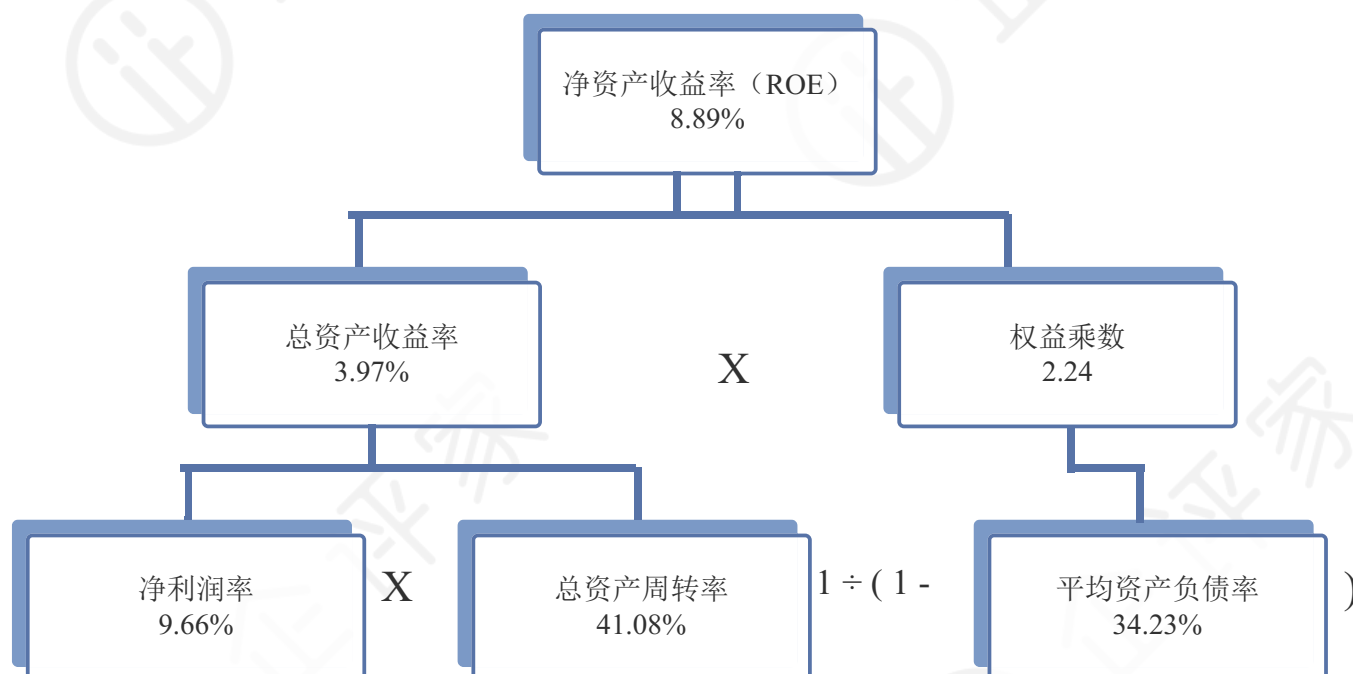 净资产收益率（ROE）
8.89%
总资产收益率
3.97%
X
权益乘数
2.24
净利润率
9.66%
X
总资产周转率
41.08%
1 ÷ ( 1 -
平均资产负债率
34.23%
)